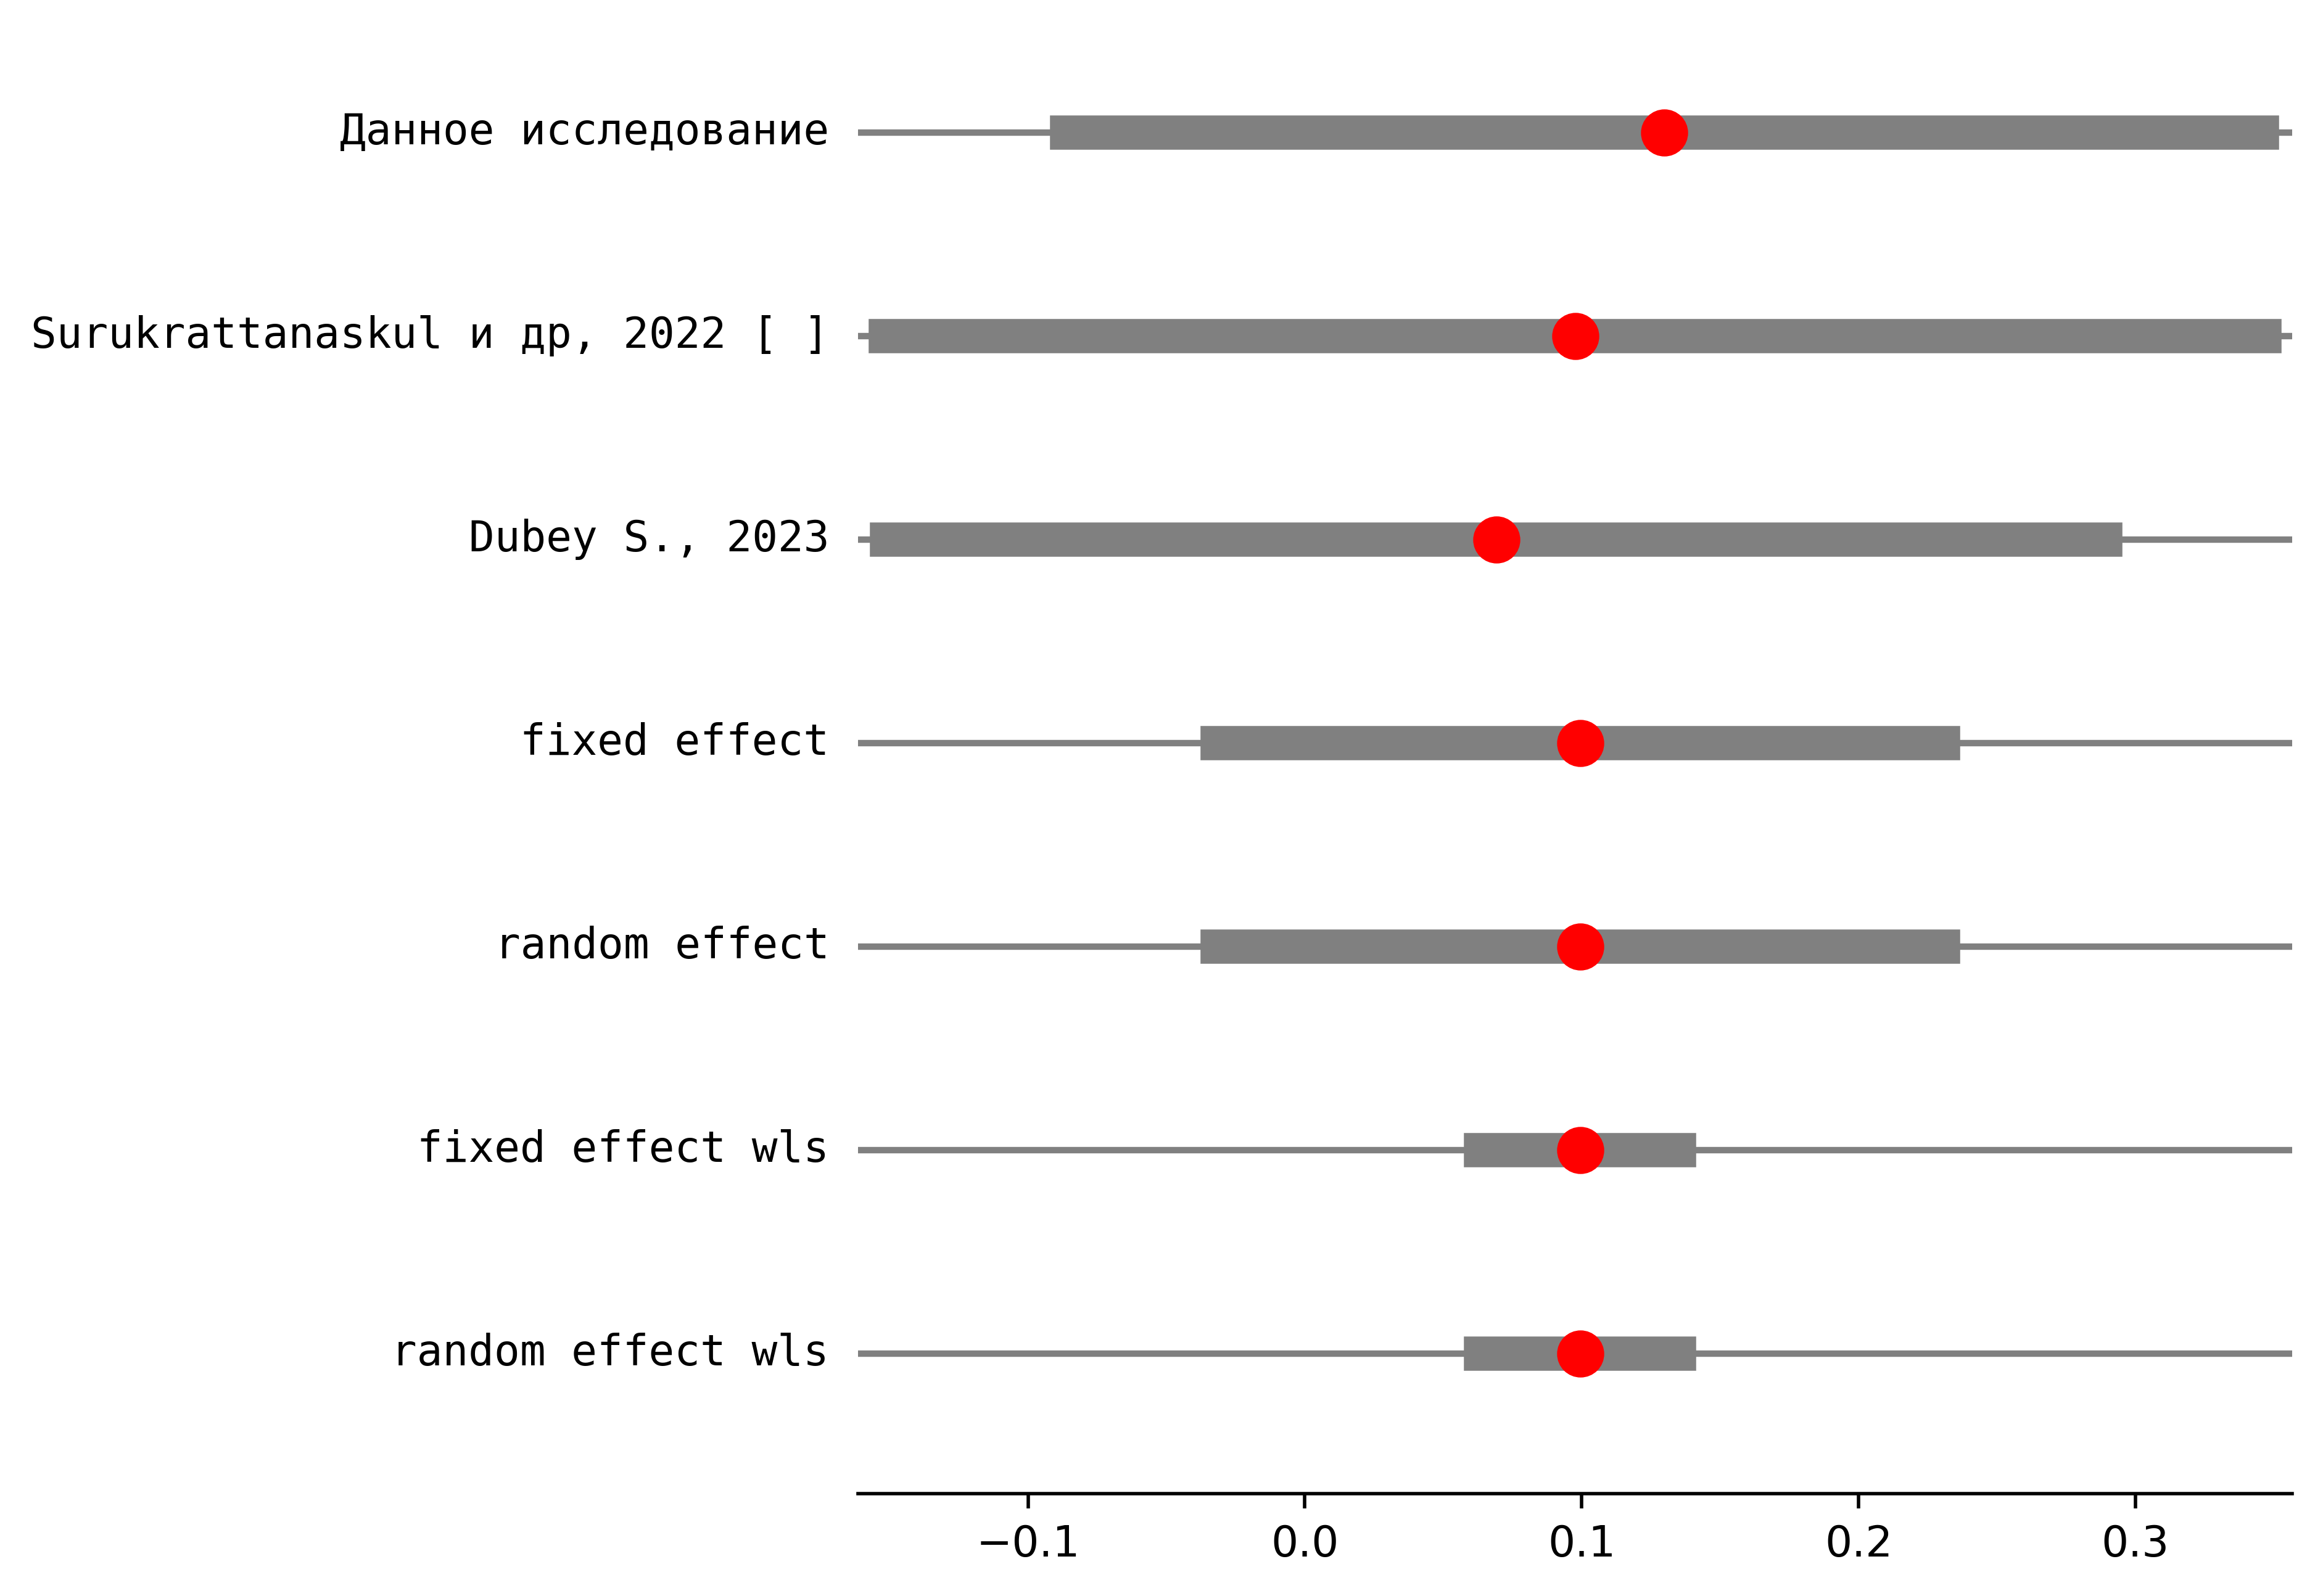 Данное исследование
Surukrattanaskul и др, 2022 [ ]
Dubey S., 2023
fixed effect
random effect
fixed effect wls
random effect wls
−0.1 0.0 0.1 0.2 0.3